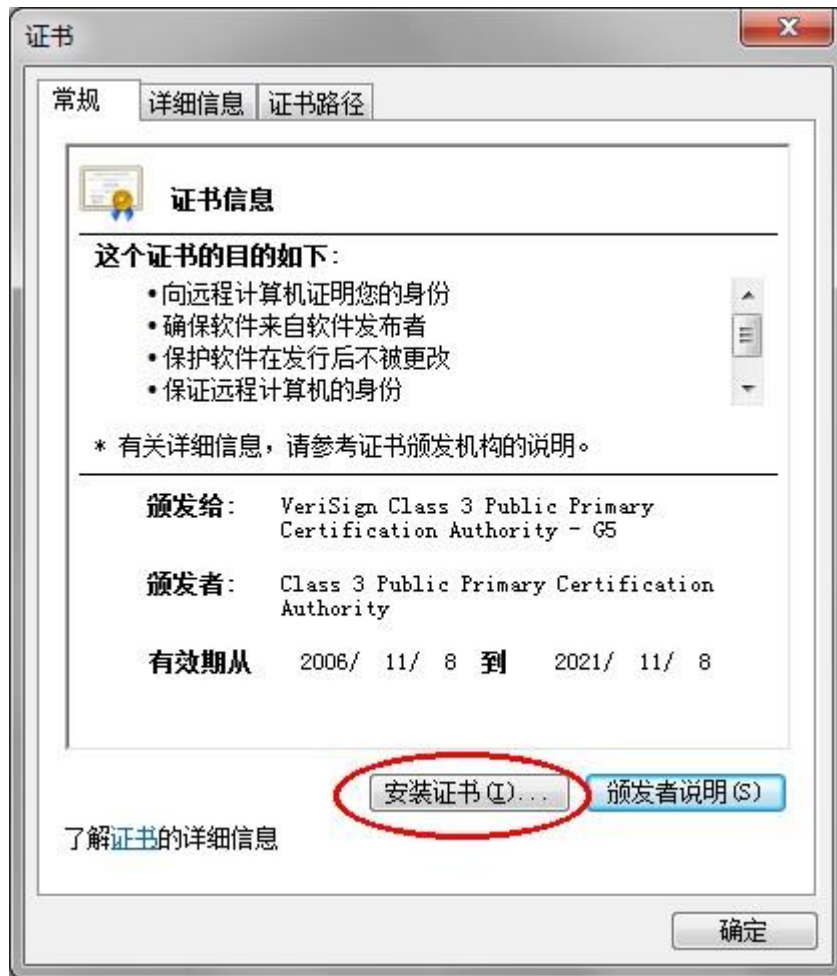 证书
常规 详细信息 证书路径
证书信息
这个证书的目的如下:
•向远程计算机证明您的身份
•确保软件来自软件发布者
•保护软件在发行后不被更改
•保证远程计算机的身份
* 有关详细信息，请参考证书颁发机构的说明。
颁发给: VeriSign Class 3 Public Primary
Certification Authority - G5
颁发者: Class 3 Public Primary Certification
Authority
有效期从 2006/ 11/ 8 到 2021/ 11/ 8
安装证书(I)... 颁发者说明(S)
了解证书的详细信息
确定